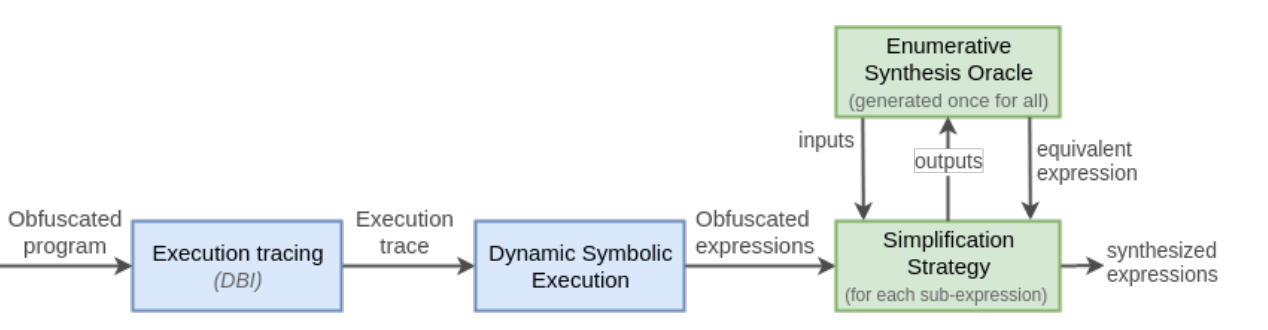 Enumerative
Synthesis Oracle
(generated once for all)
inputs
outputs
equivalent
expression
Obfuscated
program
Execution tracing
(DBI)
Execution
trace
Dynamic Symbolic
Execution
Obfuscated
expressions
Simplification
Strategy
(for each sub-expression)
synthesized
expressions